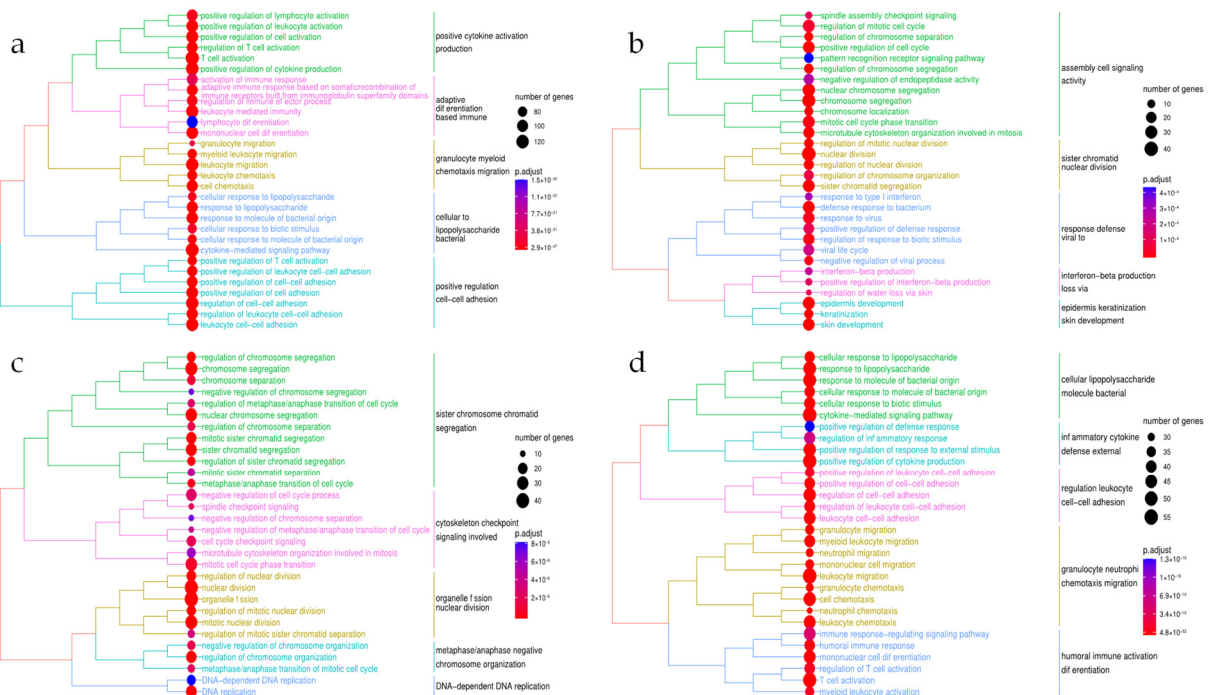 a
positive regulation of lymphocyte activation
positive regulation of leukocyte activation
positive regulation of cell activation
regulation of T cell activation
T cell activation
positive regulation of cytokine production
activation of immune response
adaptive immune response based on somaticrecombination of
immune receptors built from immunoglobulin superfamily domains
regulation of immune ef ector process
leukocyte mediated immunity
lymphocyte dif erentiation
mononuclear cell dif erentiation
granulocyte migration
myeloid leukocyte migration
leukocyte migration
leukocyte chemotaxis
cell chemotaxis
cellular response to lipopolysaccharide
response to lipopolysaccharide
response to molecule of bacterial origin
cellular response to biotic stimulus
cellular response to molecule of bacterial origin
cytokine−mediated signaling pathway
positive regulation of T cell activation
positive regulation of leukocyte cell−cell adhesion
positive regulation of cell−cell adhesion
positive regulation of cell adhesion
regulation of cell−cell adhesion
regulation of leukocyte cell−cell adhesion
leukocyte cell−cell adhesion
positive cytokine activation
production
adaptive
dif erentiation
based immune
granulocyte myeloid
chemotaxis migration
cellular to
lipopolysaccharide
bacterial
positive regulation
cell−cell adhesion
number of genes
80
100
120
p.adjust
b
spindle assembly checkpoint signaling
regulation of mitotic cell cycle
regulation of chromosome separation
positive regulation of cell cycle
pattern recognition receptor signaling pathway
regulation of chromosome segregation
negative regulation of endopeptidase activity
nuclear chromosome segregation
chromosome segregation
chromosome localization
mitotic cell cycle phase transition
microtubule cytoskeleton organization involved in mitosis
regulation of mitotic nuclear division
nuclear division
regulation of nuclear division
regulation of chromosome organization
sister chromatid segregation
response to type I interferon
defense response to bacterium
response to virus
positive regulation of defense response
regulation of response to biotic stimulus
viral life cycle
negative regulation of viral process
interferon−beta production
positive regulation of interferon−beta production
regulation of water loss via skin
epidermis development
keratinization
skin development
assembly cell signaling
activity
sister chromatid
nuclear division
response defense
viral to
interferon−beta production
loss via
epidermis keratinization
skin development
number of genes
10
20
30
40
p.adjust
c
regulation of chromosome segregation
chromosome segregation
chromosome separation
negative regulation of chromosome segregation
regulation of metaphase/anaphase transition of cell cycle
nuclear chromosome segregation
regulation of chromosome separation
mitotic sister chromatid segregation
sister chromatid segregation
regulation of sister chromatid segregation
mitotic sister chromatid separation
metaphase/anaphase transition of cell cycle
negative regulation of cell cycle process
spindle checkpoint signaling
negative regulation of chromosome separation
negative regulation of metaphase/anaphase transition of cell cycle
cell cycle checkpoint signaling
microtubule cytoskeleton organization involved in mitosis
mitotic cell cycle phase transition
regulation of nuclear division
nuclear division
organelle f ssion
regulation of mitotic nuclear division
mitotic nuclear division
regulation of mitotic sister chromatid separation
negative regulation of chromosome organization
regulation of chromosome organization
metaphase/anaphase transition of mitotic cell cycle
DNA−dependent DNA replication
DNA replication
sister chromosome chromatid
segregation
cytoskeleton checkpoint
signaling involved
organelle f ssion
nuclear division
metaphase/anaphase negative
chromosome organization
DNA−dependent DNA replication
number of genes
10
20
30
40
p.adjust
d
cellular response to lipopolysaccharide
response to lipopolysaccharide
response to molecule of bacterial origin
cellular response to molecule of bacterial origin
cellular response to biotic stimulus
cytokine−mediated signaling pathway
positive regulation of defense response
regulation of inf ammatory response
positive regulation of response to external stimulus
positive regulation of cytokine production
positive regulation of leukocyte cell−cell adhesion
positive regulation of cell−cell adhesion
regulation of cell−cell adhesion
regulation of leukocyte cell−cell adhesion
leukocyte cell−cell adhesion
granulocyte migration
myeloid leukocyte migration
neutrophil migration
mononuclear cell migration
leukocyte migration
granulocyte chemotaxis
cell chemotaxis
neutrophil chemotaxis
leukocyte chemotaxis
immune response−regulating signaling pathway
humoral immune response
mononuclear cell dif erentiation
regulation of T cell activation
T cell activation
myeloid leukocyte activation
cellular lipopolysaccharide
molecule bacterial
inf ammatory cytokine
defense external
regulation leukocyte
cell−cell adhesion
granulocyte neutrophi
chemotaxis migration
humoral immune activation
dif erentiation
number of genes
30
35
40
45
50
55
p.adjust